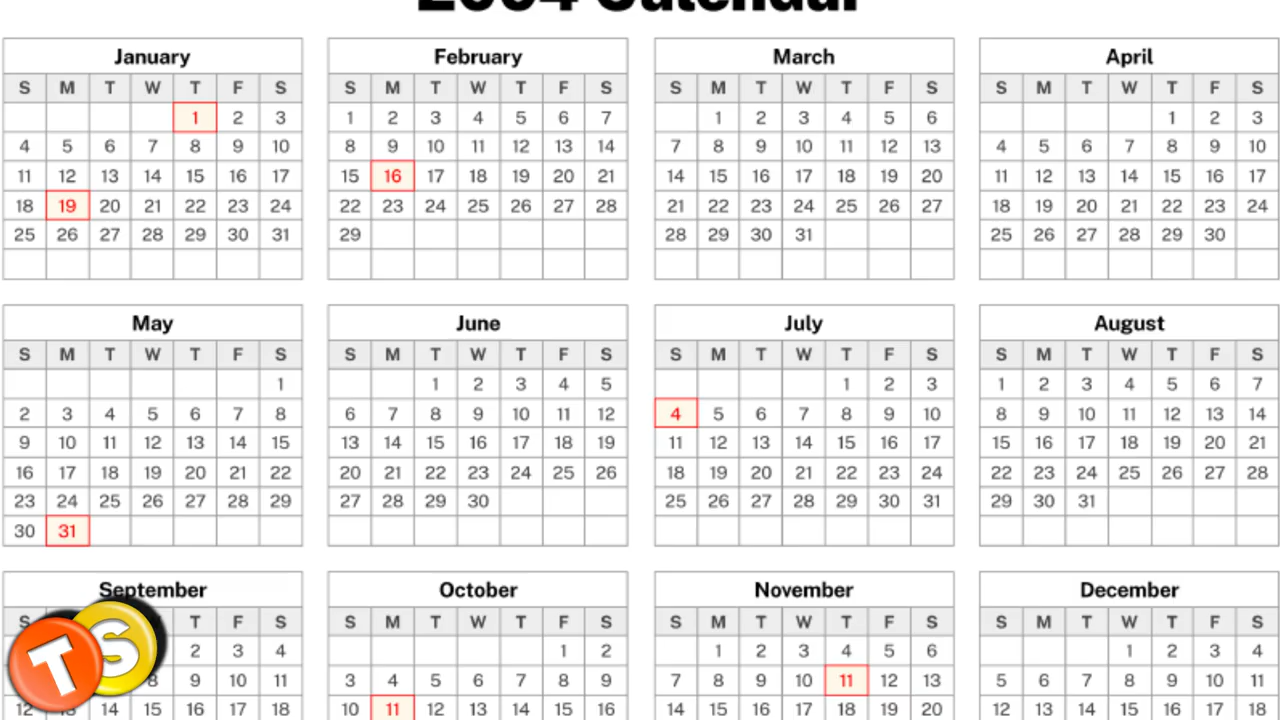 2004 Calendar
January February March April
S M T W T F S S M T W T F S S M T W T F S S M T W T F S
1 2 3 1 2 3 4 5 6 7 1 2 3 4 5 6 1 2 3
4 5 6 7 8 9 10 8 9 10 11 12 13 14 7 8 9 10 11 12 13 4 5 6 7 8 9 10
11 12 13 14 15 16 17 15 16 17 18 19 20 21 14 15 16 17 18 19 20 11 12 13 14 15 16 17
18 19 20 21 22 23 24 22 23 24 25 26 27 28 21 22 23 24 25 26 27 18 19 20 21 22 23 24
25 26 27 28 29 30 31 29 28 29 30 31 25 26 27 28 29 30
May June July August
S M T W T F S S M T W T F S S M T W T F S S M T W T F S
1 1 2 3 4 5 1 2 3 1 2 3 4 5 6 7
2 3 4 5 6 7 8 6 7 8 9 10 11 12 4 5 6 7 8 9 10 8 9 10 11 12 13 14
9 10 11 12 13 14 15 13 14 15 16 17 18 19 11 12 13 14 15 16 17 15 16 17 18 19 20 21
16 17 18 19 20 21 22 20 21 22 23 24 25 26 18 19 20 21 22 23 24 22 23 24 25 26 27 28
23 24 25 26 27 28 29 27 28 29 30 25 26 27 28 29 30 31 29 30 31
30 31
September October November December
S T F S S M T W T F S S M T W T F S S M T W T F S
2 3 4 1 2 1 2 3 4 5 6 1 2 3 4
8 9 10 11 3 4 5 6 7 8 9 7 8 9 10 11 12 13 5 6 7 8 9 10 11
12 13 14 15 16 17 18 10 11 12 13 14 15 16 14 15 16 17 18 19 20 12 13 14 15 16 17 18
TS